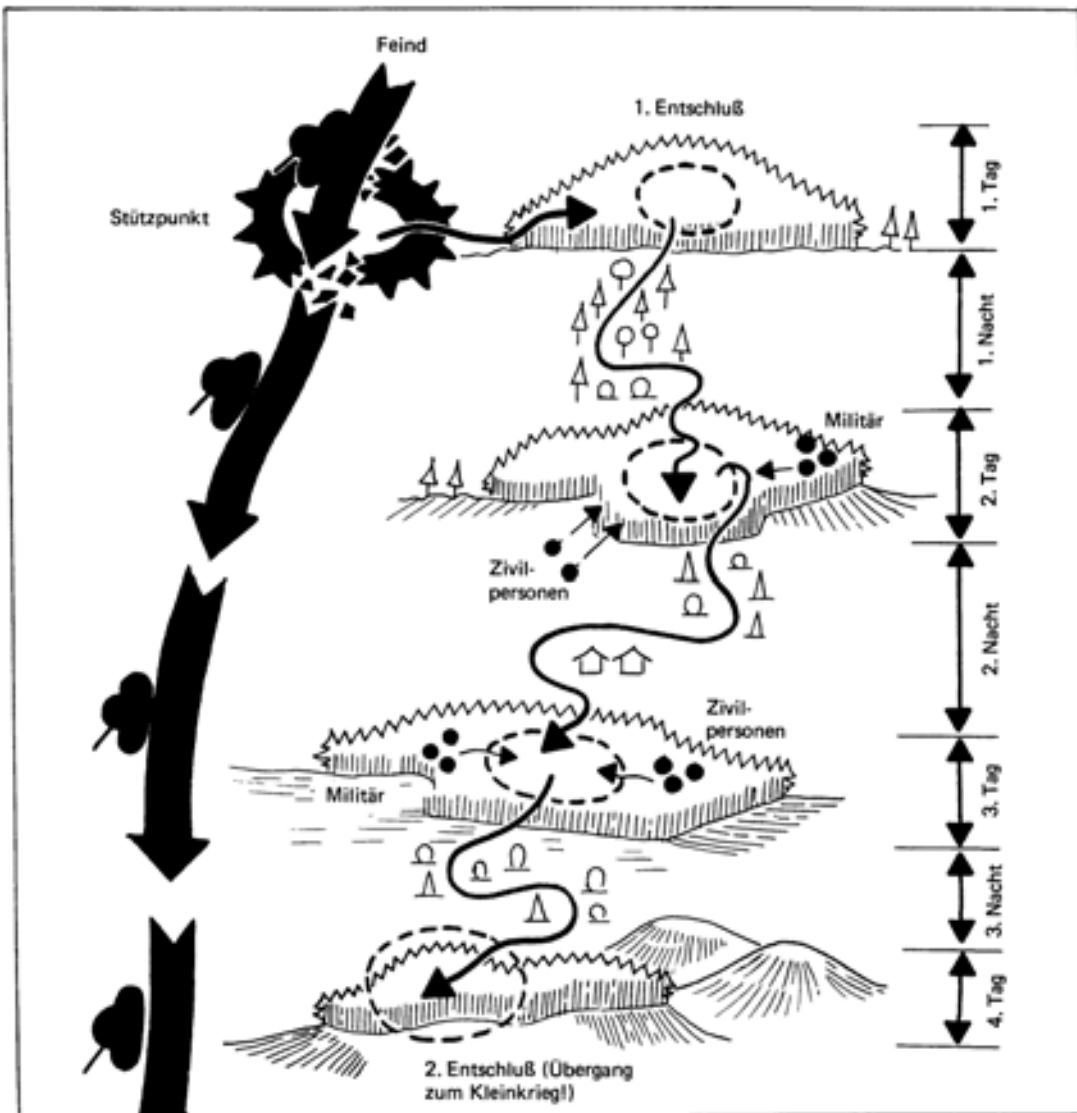 Feind
1. Entschluß
1. Tag
Stützpunkt
1. Nacht
Militär
2. Tag
Zivil-
personen
2. Nacht
Zivil-
personen
Militär
3. Tag
3. Nacht
4. Tag
2. Entschluß (Übergang
zum Kleinkrieg!)